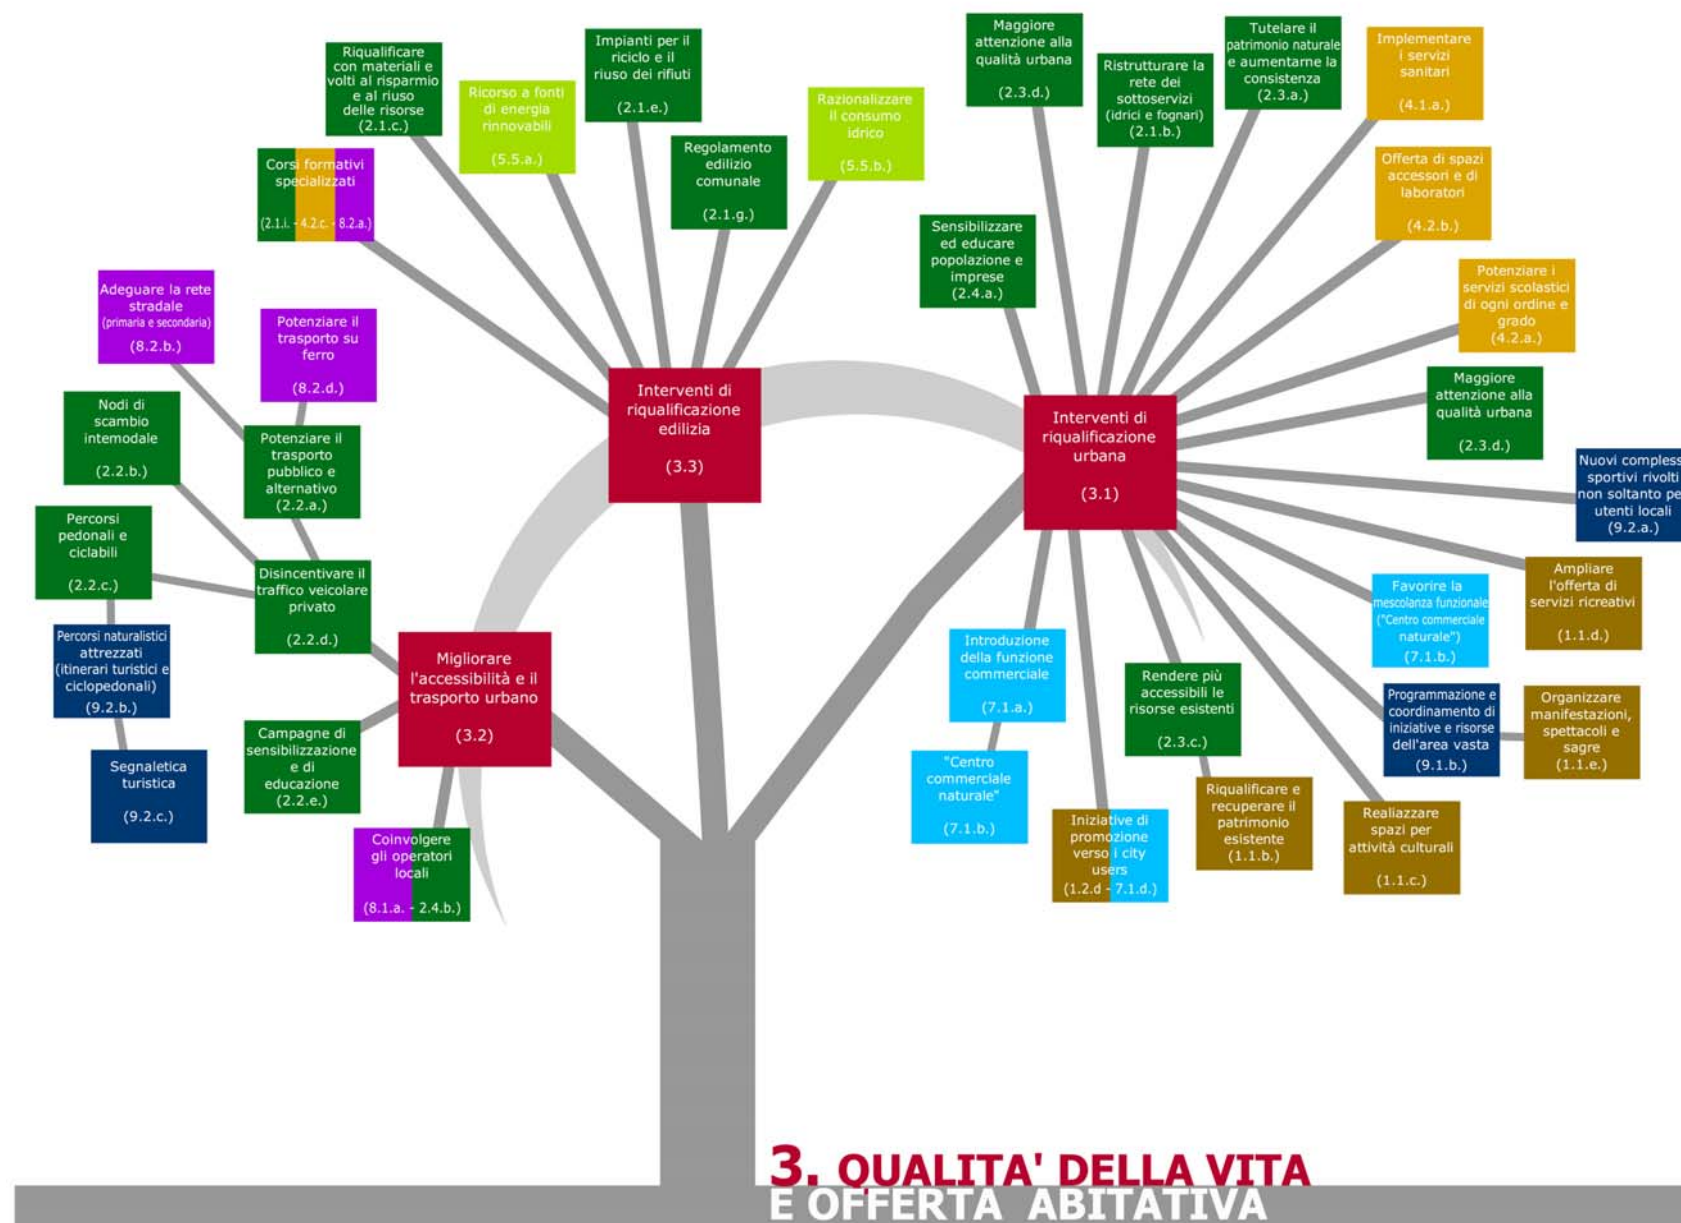 Riqualificare
con materiali e
volti al risparmio
e al riuso
delle risorse
(2.1.c.)
Ricorso a fonti
di energia
rinnovabili
(5.5.a.)
Impianti per il
riciclo e il
riuso dei rifiuti
(2.1.e.)
Regolamento
edilizio
comunale
(2.1.g.)
Razionalizzare
il consumo
idrico
(5.5.b.)
Corsi formativi
specializzati
(2.1.i. - 4.2.c. - 8.2.a.)
Interventi di
riqualificazione
edilizia
(3.3)
Adeguare la rete
stradale
(primaria e secondaria)
(8.2.b.)
Potenziare il
trasporto su
ferro
(8.2.d.)
Nodi di
scambio
intemodale
(2.2.b.)
Potenziare il
trasporto
pubblico e
alternativo
(2.2.a.)
Percorsi
pedonali e
ciclabili
(2.2.c.)
Disincentivare il
traffico veicolare
privato
(2.2.d.)
Percorsi naturalistici
attrezzati
(itinerari turistici e
ciclopedonali)
(9.2.b.)
Segnaletica
turistica
(9.2.c.)
Campagne di
sensibilizzazione
e di
educazione
(2.2.e.)
Migliorare
l'accessibilità e il
trasporto urbano
(3.2)
Coinvolgere
gli operatori
locali
(8.1.a. - 2.4.b.)
Maggiore
attenzione alla
qualità urbana
(2.3.d.)
Ristrutturare la
rete dei
sottoservizi
(idrici e fognari)
(2.1.b.)
Tutelare il
patrimonio naturale
e aumentarne la
consistenza
(2.3.a.)
Implementare
i servizi
sanitari
(4.1.a.)
Offerta di spazi
accessori e di
laboratori
(4.2.b.)
Sensibilizzare
ed educare
popolazione e
imprese
(2.4.a.)
Potenziare i
servizi scolastici
di ogni ordine e
grado
(4.2.a.)
Maggiore
attenzione alla
qualità urbana
(2.3.d.)
Interventi di
riqualificazione
urbana
(3.1)
Nuovi compless
sportivi rivolti
non soltanto pe
utenti locali
(9.2.a.)
Ampliare
l'offerta di
servizi ricreativi
(1.1.d.)
Favorire la
mescolanza funzionale
("Centro commerciale
naturale")
(7.1.b.)
Introduzione
della funzione
commerciale
(7.1.a.)
"Centro
commerciale
naturale"
(7.1.b.)
Rendere più
accessibili le
risorse esistenti
(2.3.c.)
Programmazione e
coordinamento di
iniziative e risorse
dell'area vasta
(9.1.b.)
Organizzare
manifestazioni,
spettacoli e
sagre
(1.1.e.)
Iniziative di
promozione
verso i city
users
(1.2.d - 7.1.d.)
Riqualificare e
recuperare il
patrimonio
esistente
(1.1.b.)
Realiazzare
spazi per
attività culturali
(1.1.c.)
3. QUALITA' DELLA VITA
E OFFERTA ABITATIVA